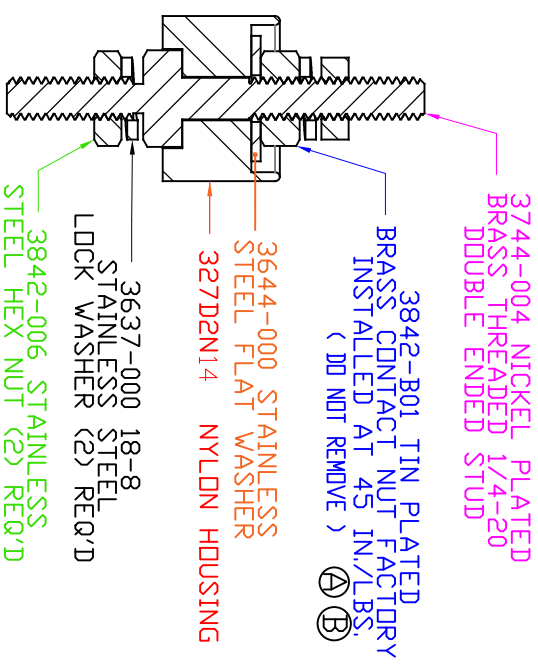 3744-004 NICKEL PLATED
BRASS THREADED 1/4-20
DOUBLE ENDED STUD
3842-B01 TIN PLATED
BRASS CONTACT NUT FACTORY
INSTALLED AT 45 IN./LBS.
( DO NOT REMOVE ) A B
3644-000 STAINLESS
STEEL FLAT WASHER
327D2N14 NYLON HOUSING
3637-000 18-8
STAINLESS STEEL
LOCK WASHER (2) REQ'D
3842-006 STAINLESS
STEEL HEX NUT (2) REQ'D